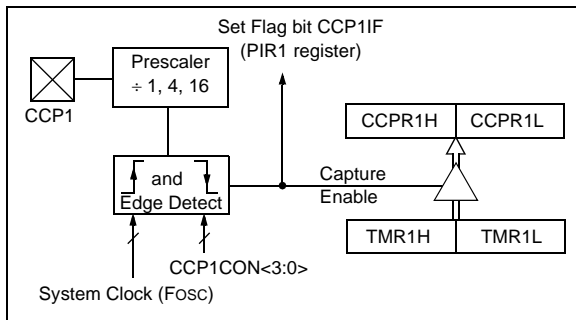 Set Flag bit CCP1IF
(PIR1 register)
Prescaler
÷ 1, 4, 16
CCP1
CCPR1H CCPR1L
and
Edge Detect
Capture
Enable
TMR1H TMR1L
CCP1CON<3:0>
System Clock (FOSC)